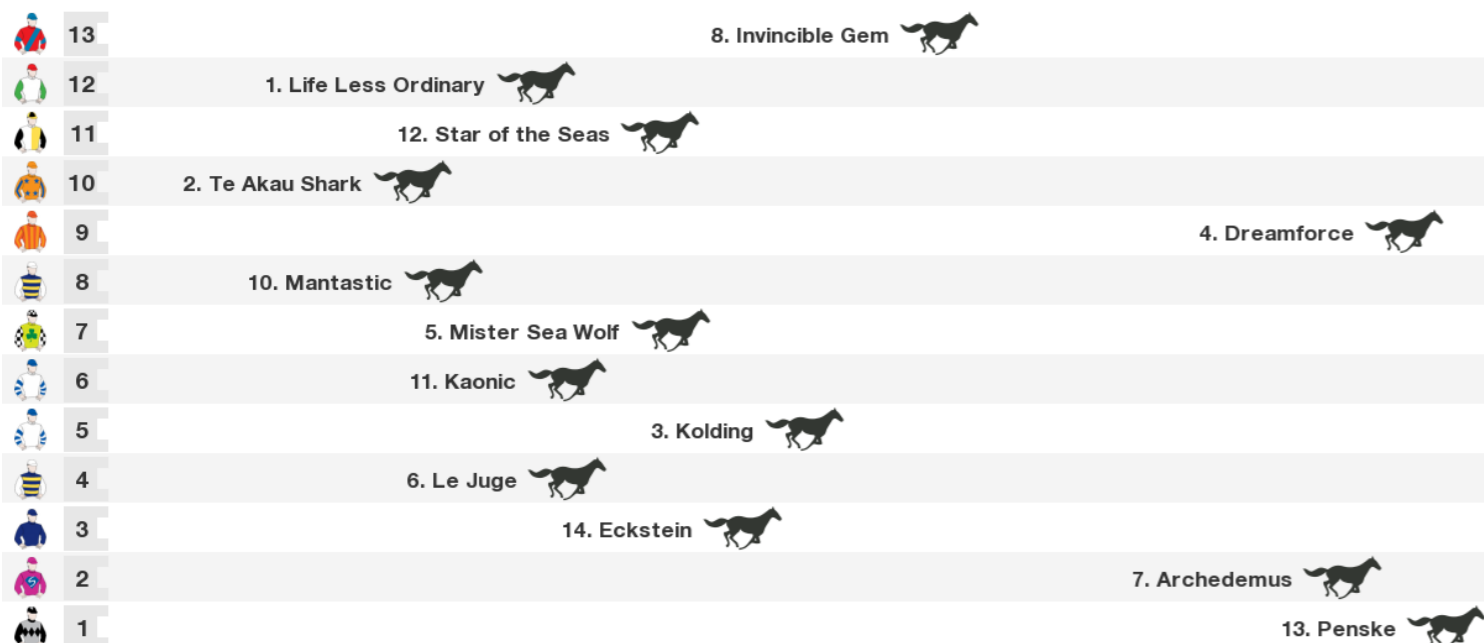 13 8. Invincible Gem
12 1. Life Less Ordinary
11 12. Star of the Seas
10 2. Te Akau Shark
9 4. Dreamforce
8 10. Mantastic
7 5. Mister Sea Wolf
6 11. Kaonic
5 3. Kolding
4 6. Le Juge
3 14. Eckstein
2 7. Archedemus
1 13. Penske